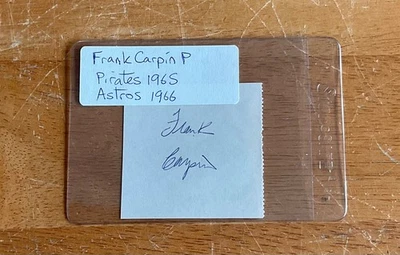 Frank Carpin P
Pirates 1965
Astros 1966
Frank
Carpin